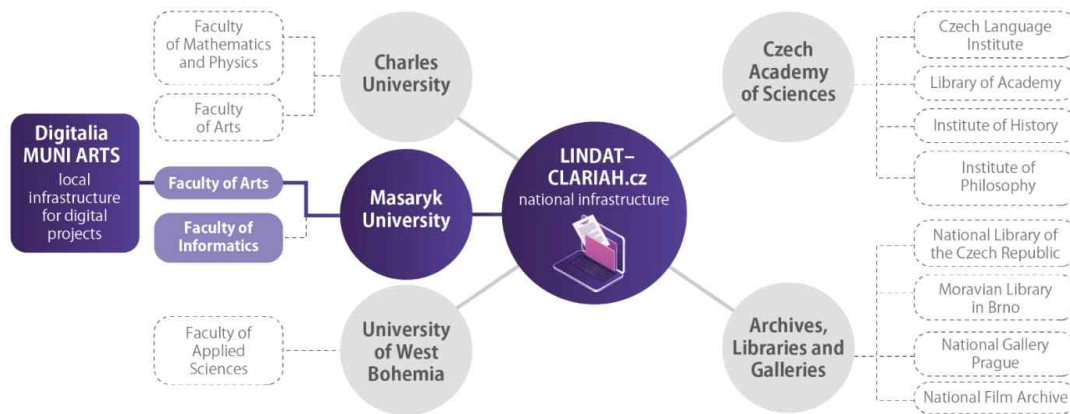 Faculty
of Mathematics
and Physics
Faculty
of Arts
Charles
University
Digitalia
MUNI ARTS
local
infrastructure
for digital
projects
Faculty of Arts
Faculty of
Informatics
Masaryk
University
Faculty of
Applied
Sciences
University
of West
Bohemia
LINDAT–
CLARIAH.cz
national infrastructure
Czech
Academy
of Sciences
Czech Language
Institute
Library of Academy
Institute of History
Institute of
Philosophy
Archives,
Libraries and
Galleries
National Library of
the Czech Republic
Moravian Library
in Brno
National Gallery
Prague
National Film Archive